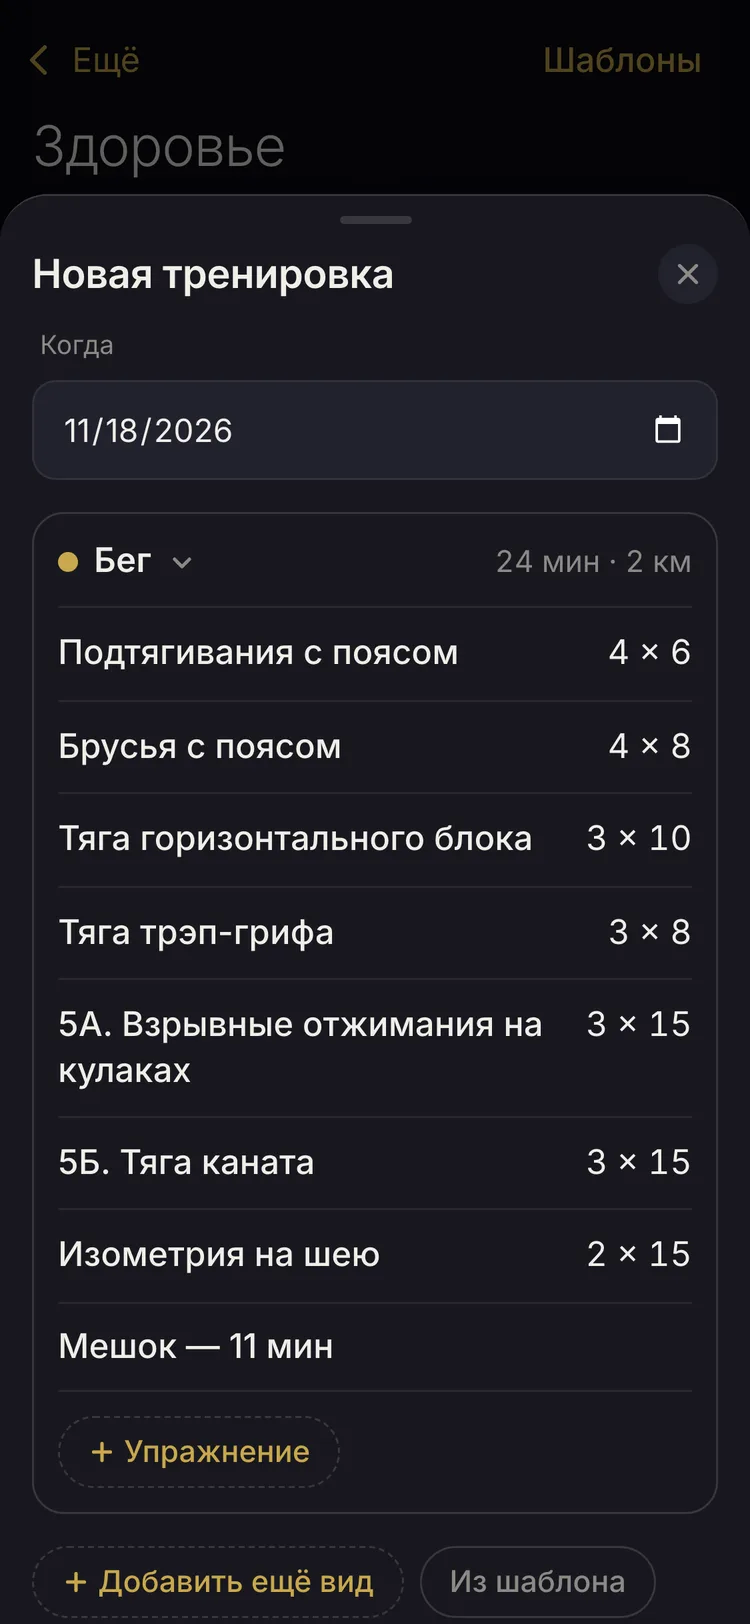 Ещё
Шаблоны
Здоровье
Новая тренировка
Когда
11/18/2026
Бег
24 мин · 2 км
Подтягивания с поясом 4 × 6
Брусья с поясом 4 × 8
Тяга горизонтального блока 3 × 10
Тяга трэп-грифа 3 × 8
5А. Взрывные отжимания на 3 × 15
кулаках
5Б. Тяга каната 3 × 15
Изометрия на шею 2 × 15
Мешок — 11 мин
+ Упражнение
+ Добавить ещё вид
Из шаблона